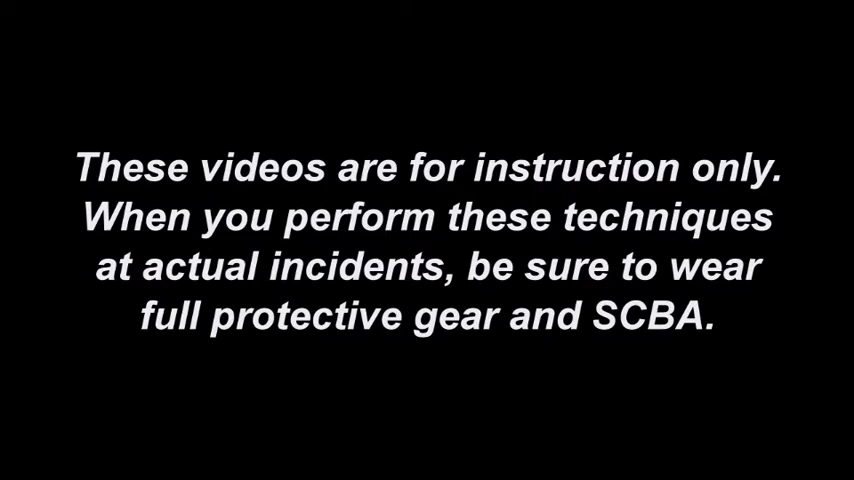 These videos are for instruction only.
When you perform these techniques
at actual incidents, be sure to wear
full protective gear and SCBA.